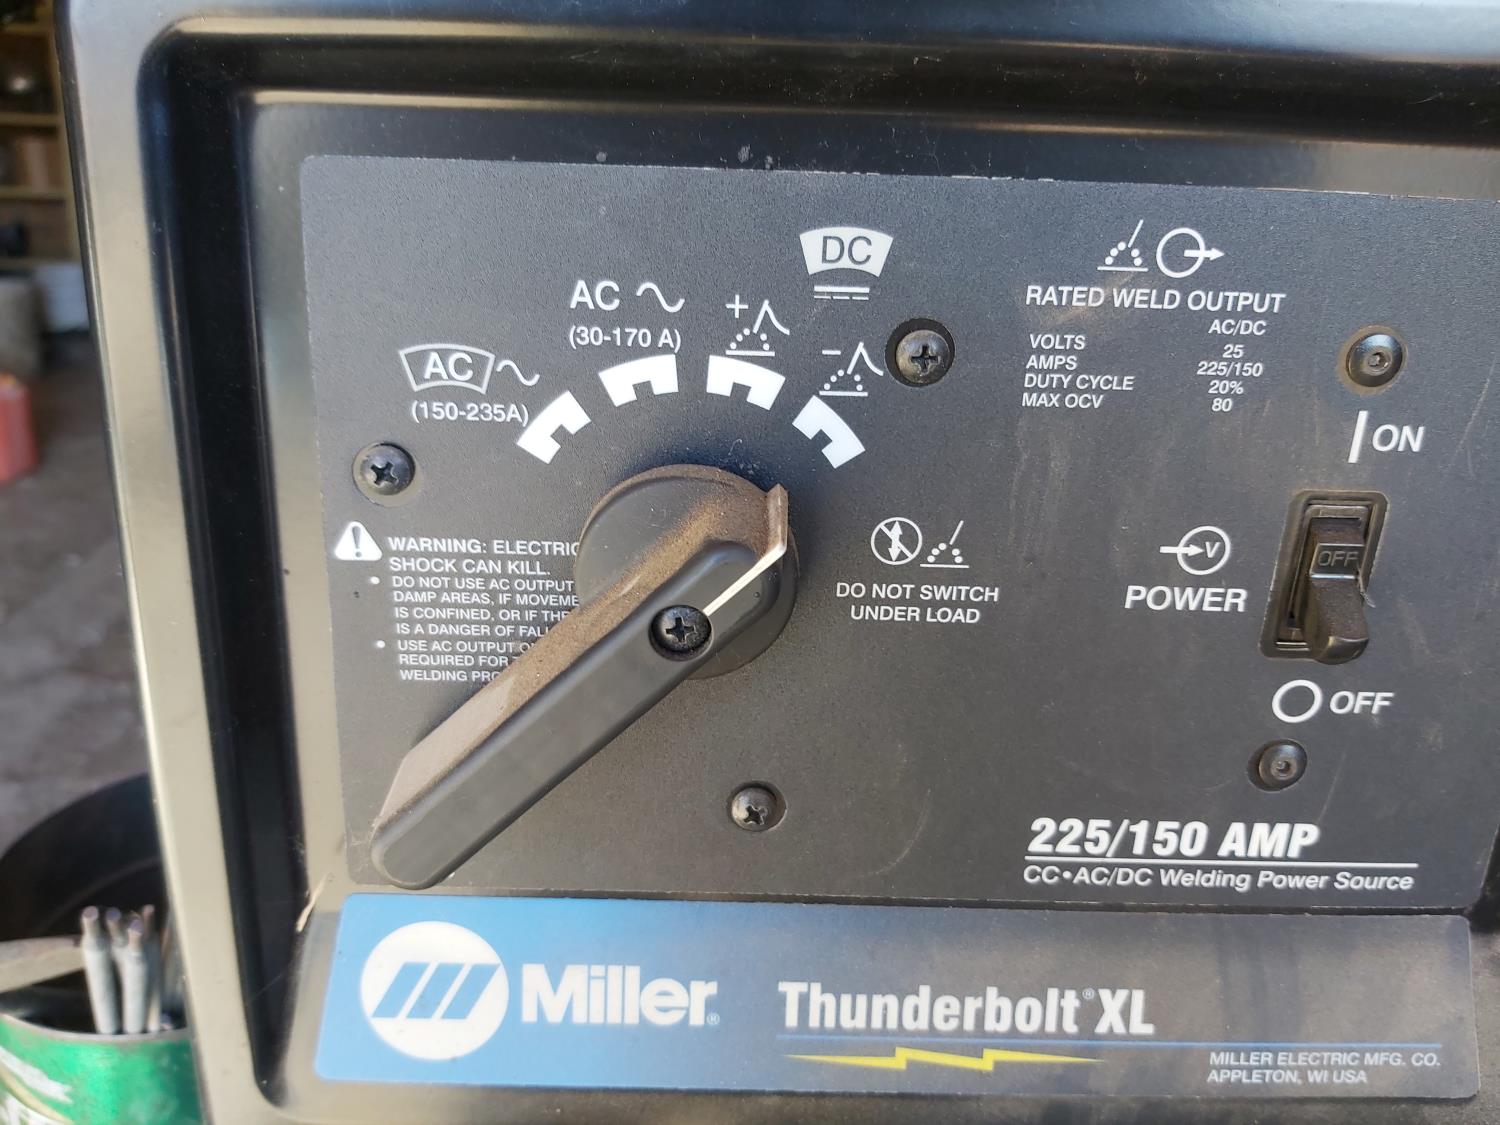 DC
AC
(30-170 A)
+
AC
(150-235A)
-
RATED WELD OUTPUT
AC/DC
VOLTS 25
AMPS 225/150
DUTY CYCLE 20%
MAX OCV 80
ON
WARNING: ELECTRIC
SHOCK CAN KILL.
• DO NOT USE AC OUTPUT
DAMP AREAS, IF MOVEME
IS CONFINED, OR IF THE
IS A DANGER OF FAL
• USE AC OUTPUT
REQUIRED FOR
WELDING
DO NOT SWITCH
UNDER LOAD
V
POWER
OFF
OFF
225/150 AMP
CC•AC/DC Welding Power Source
Miller®
Thunderbolt® XL
MILLER ELECTRIC MFG. CO.
APPLETON, WI USA